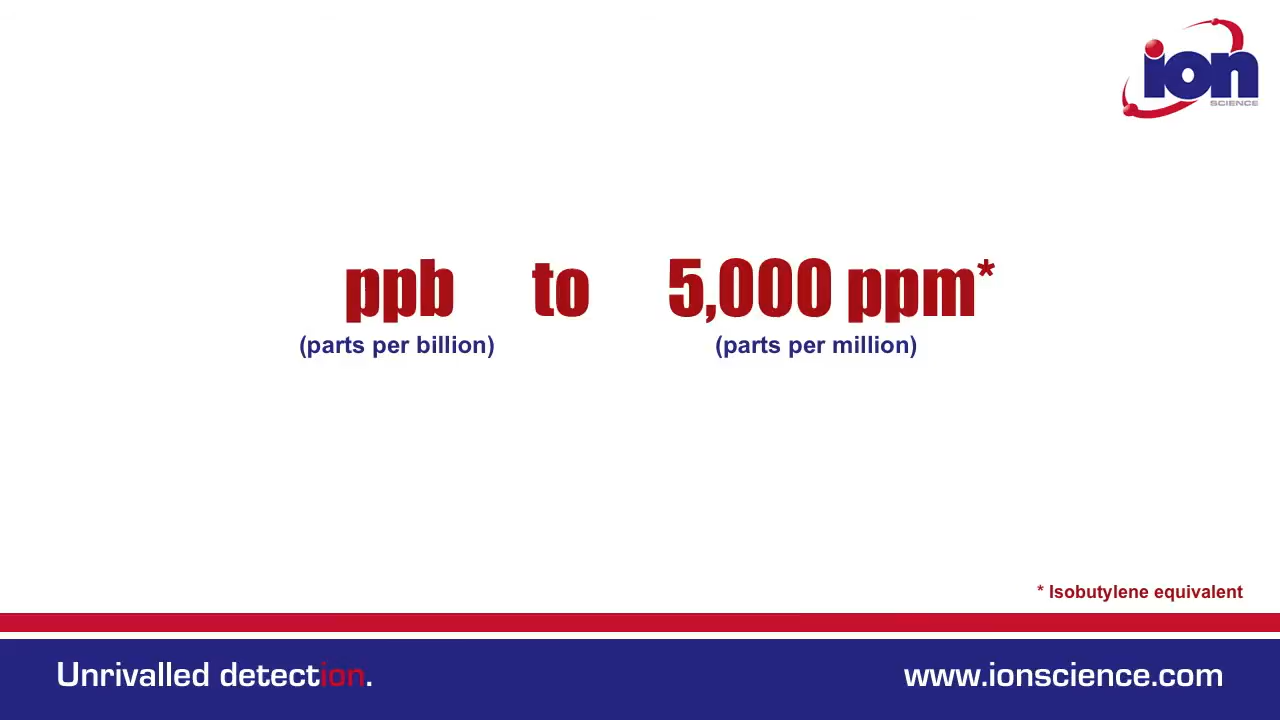 ion
SCIENCE
ppb to 5,000 ppm*
(parts per billion) (parts per million)
* Isobutylene equivalent
Unrivalled detection. www.ionscience.com